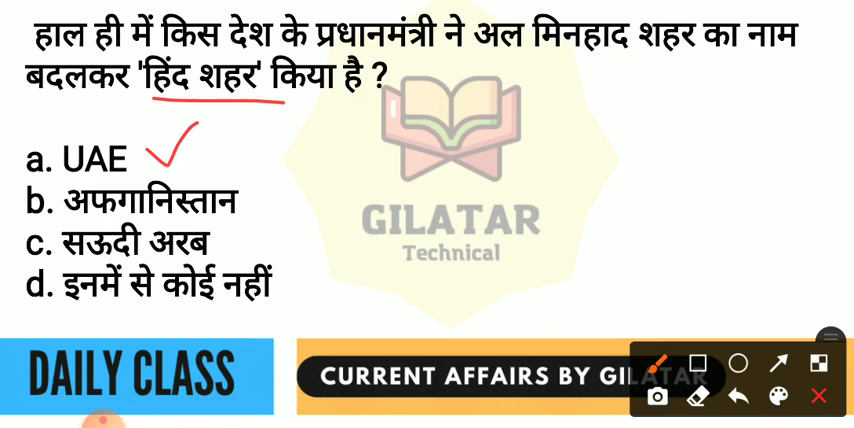 हाल ही में किस देश के प्रधानमंत्री ने अल मिनहाद शहर का नाम
बदलकर 'हिंद शहर' किया है ?
a. UAE
b. अफगानिस्तान
c. सऊदी अरब
d. इनमें से कोई नहीं
GILATAR
Technical
DAILY CLASS
CURRENT AFFAIRS BY GILATAR